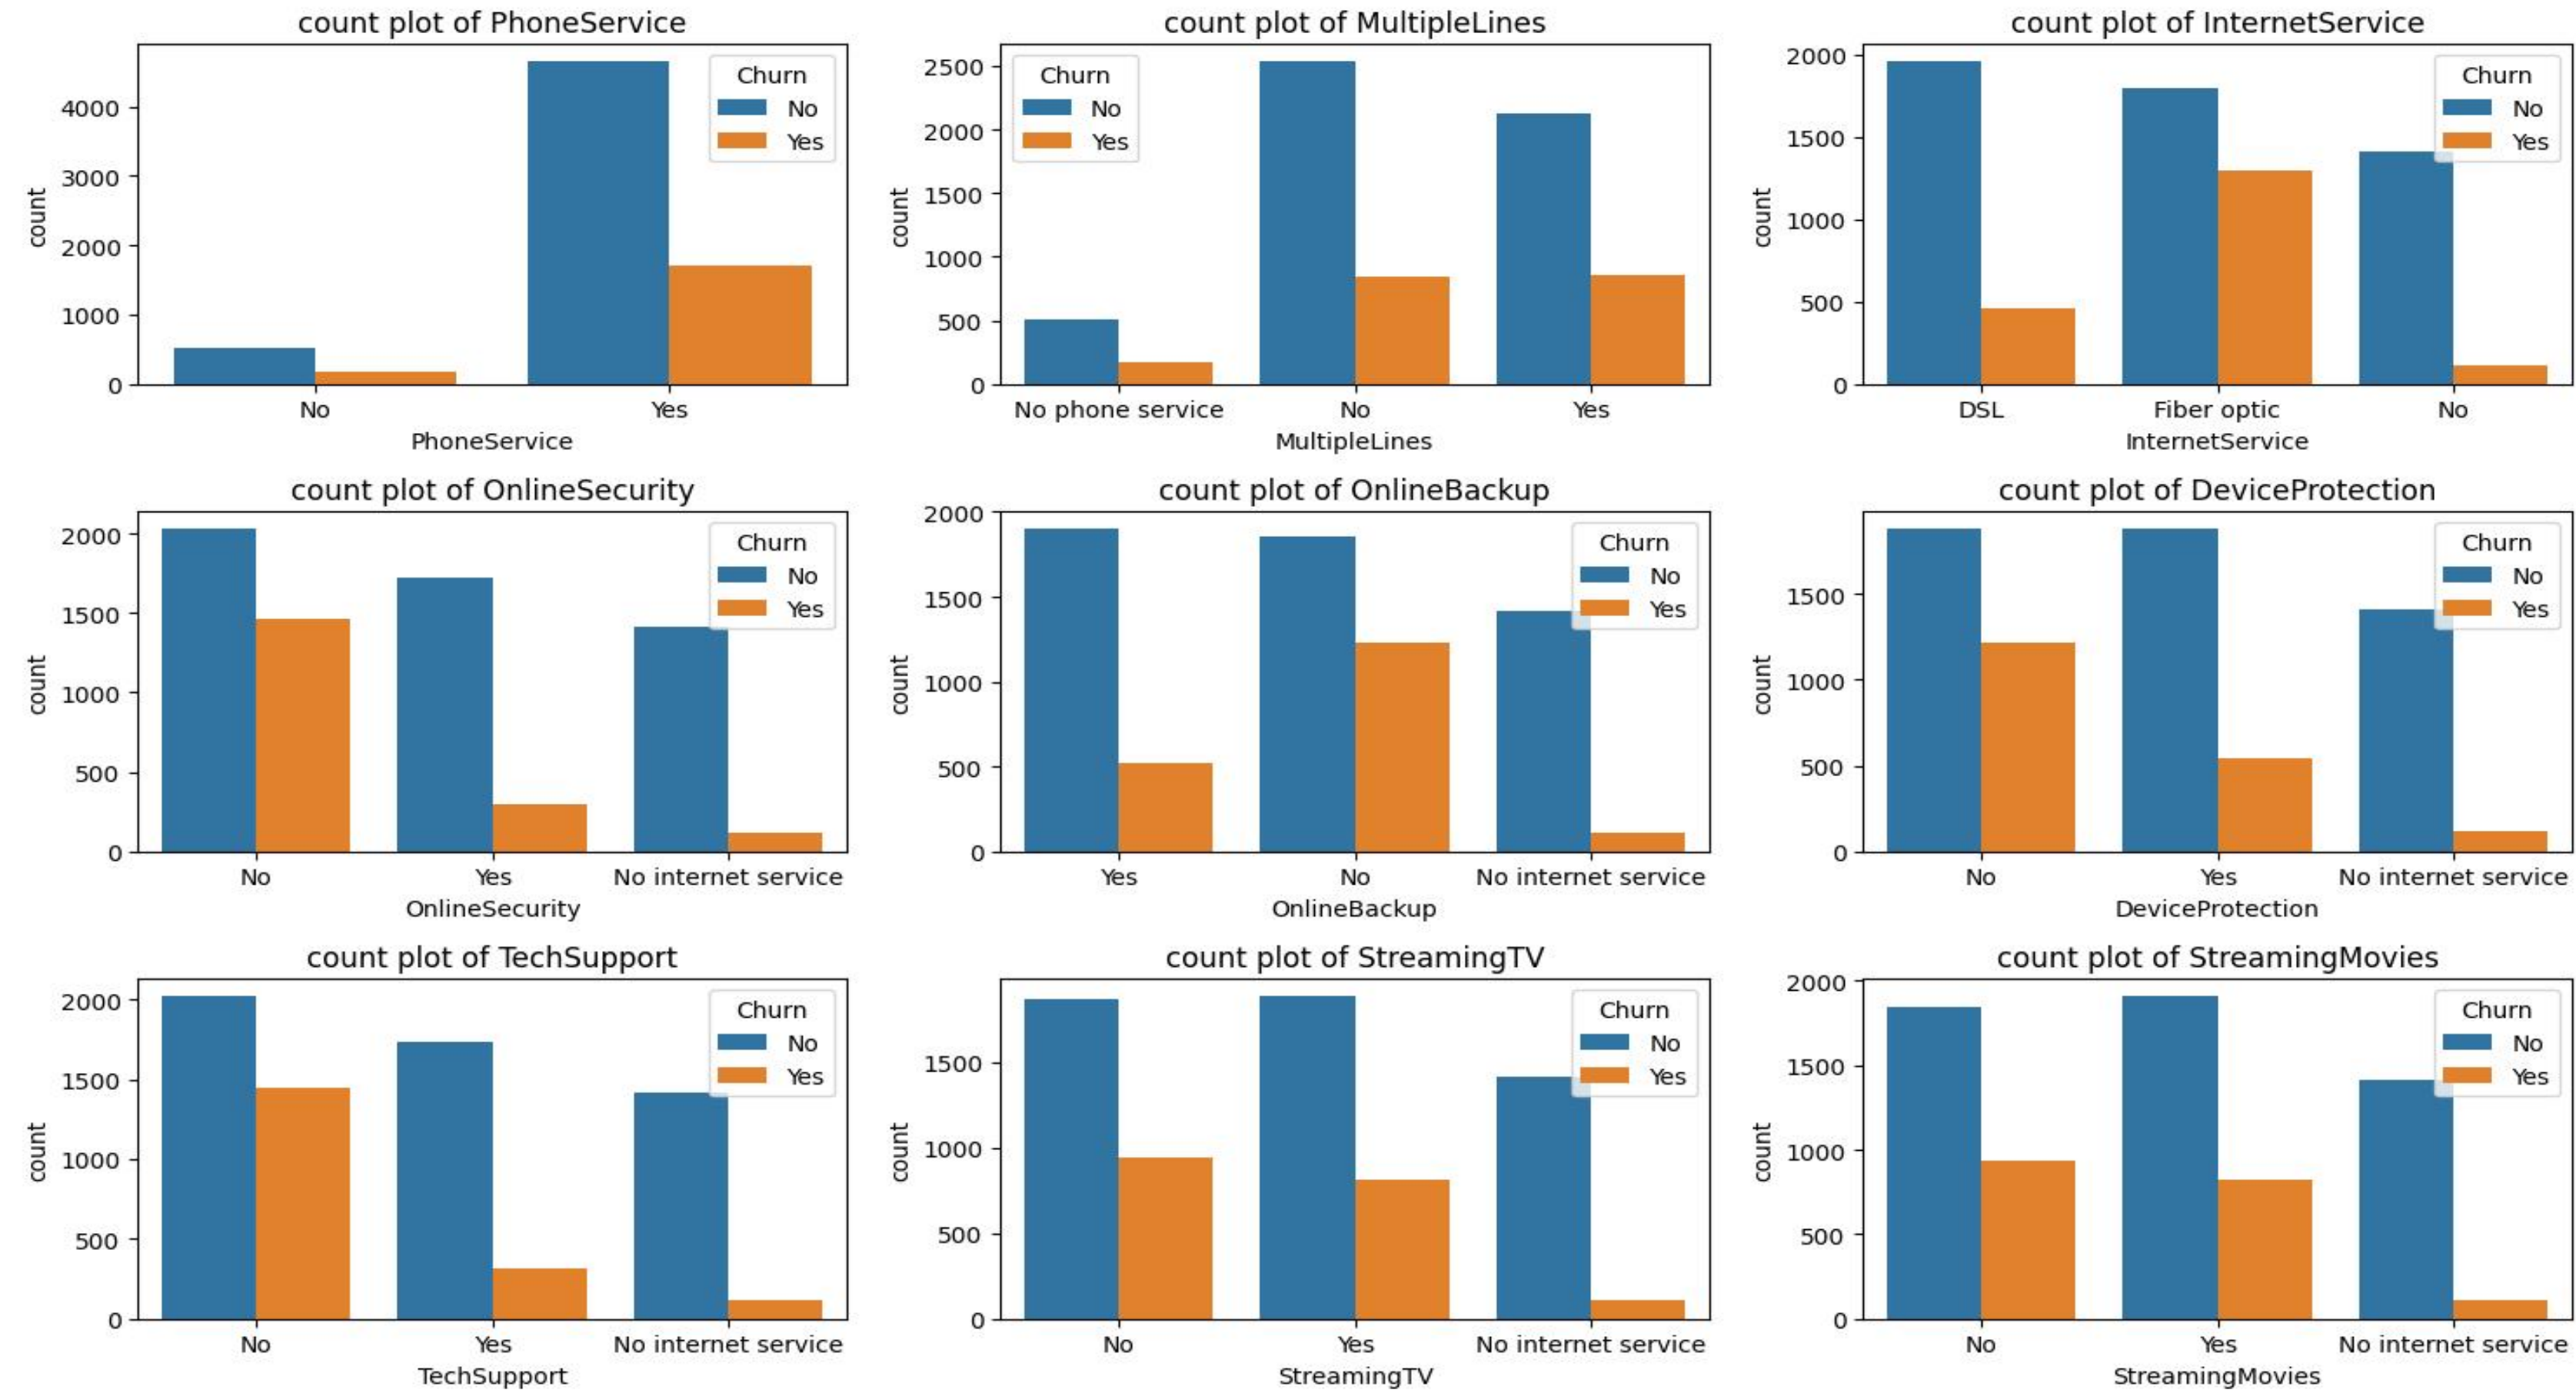 count plot of PhoneService
Churn
No
Yes
4000
3000
2000
1000
0
count
No Yes
PhoneService
count plot of MultipleLines
Churn
No
Yes
2500
2000
1500
1000
500
0
count
No phone service No Yes
MultipleLines
count plot of InternetService
Churn
No
Yes
2000
1500
1000
500
0
count
DSL Fiber optic No
InternetService
count plot of OnlineSecurity
Churn
No
Yes
2000
1500
1000
500
0
count
No Yes No internet service
OnlineSecurity
count plot of OnlineBackup
Churn
No
Yes
2000
1500
1000
500
0
count
Yes No No internet service
OnlineBackup
count plot of DeviceProtection
Churn
No
Yes
1500
1000
500
0
count
No Yes No internet service
DeviceProtection
count plot of TechSupport
Churn
No
Yes
2000
1500
1000
500
0
count
No Yes No internet service
TechSupport
count plot of StreamingTV
Churn
No
Yes
1500
1000
500
0
count
No Yes No internet service
StreamingTV
count plot of StreamingMovies
Churn
No
Yes
2000
1500
1000
500
0
count
No Yes No internet service
StreamingMovies